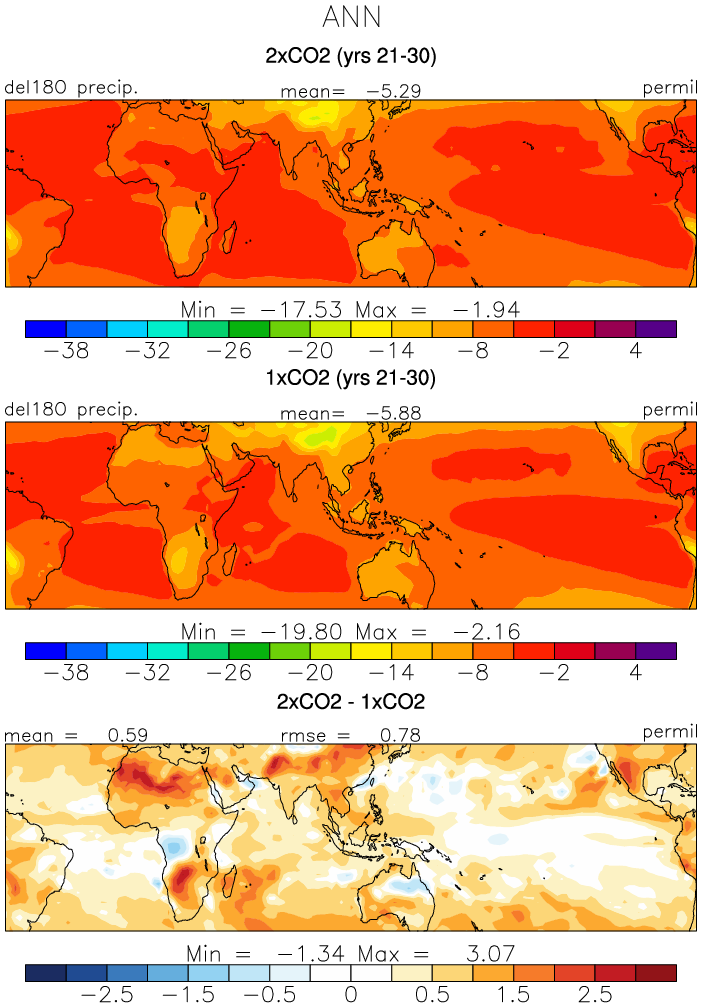 ANN
2xCO2 (yrs 21-30)
del18O precip. mean= -5.29 permil
Min = -17.53 Max = -1.94
-38 -32 -26 -20 -14 -8 -2 4
1xCO2 (yrs 21-30)
del18O precip. mean= -5.88 permil
Min = -19.80 Max = -2.16
-38 -32 -26 -20 -14 -8 -2 4
2xCO2 - 1xCO2
mean = 0.59 rmse = 0.78 permil
Min = -1.34 Max = 3.07
-2.5 -1.5 -0.5 0 0.5 1.5 2.5